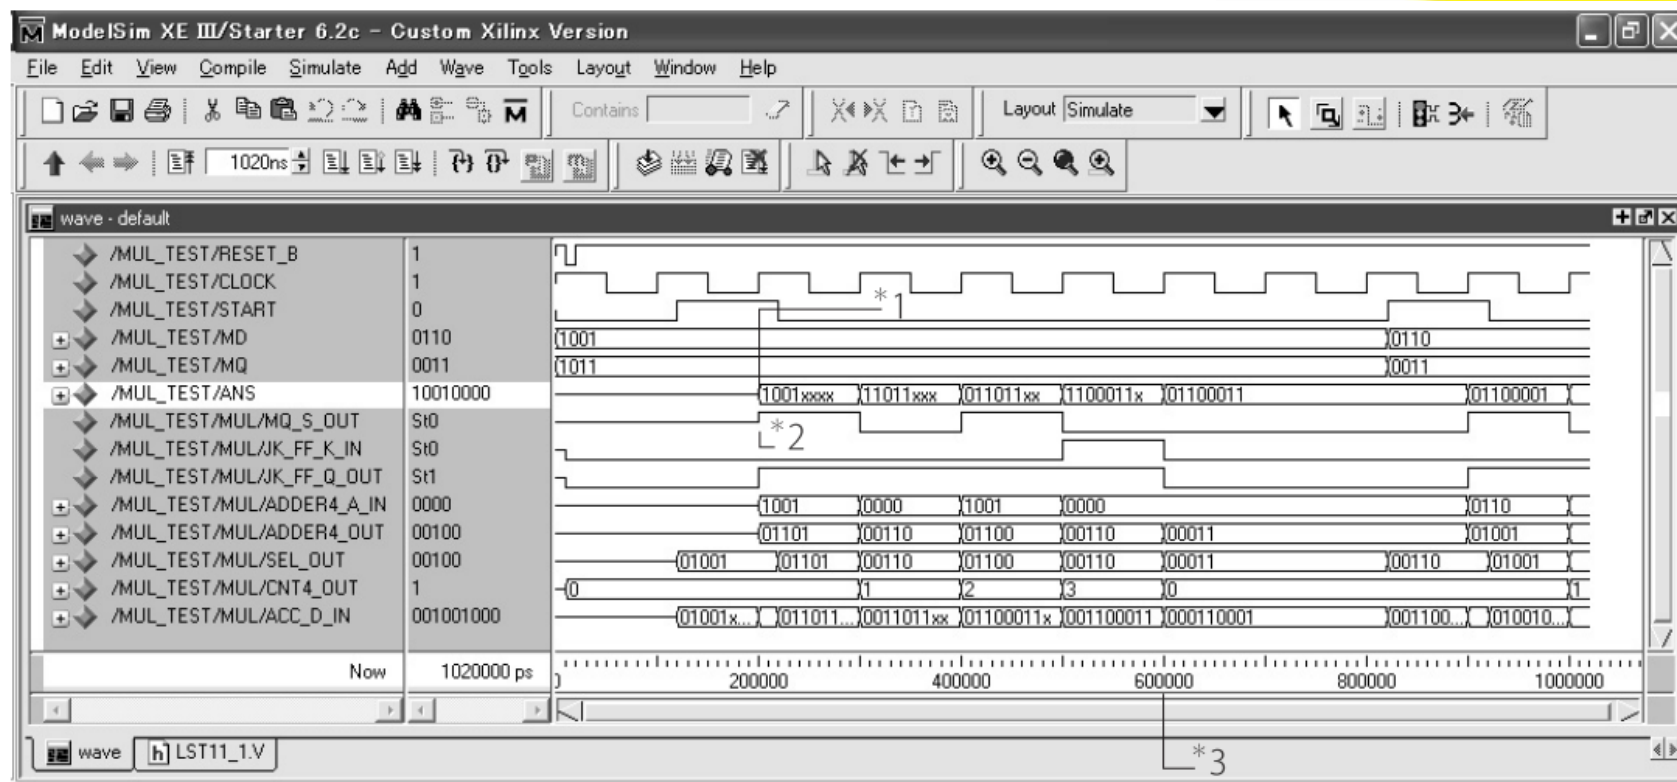 ModelSim XE III/Starter 6.2c - Custom Xilinx Version
File Edit View Compile Simulate Add Wave Tools Layout Window Help
Contains Layout Simulate
1020ns
wave - default
/MUL_TEST/RESET_B 1
/MUL_TEST/CLOCK 1
/MUL_TEST/START 0 *1
/MUL_TEST/MD 0110 1001 0110
/MUL_TEST/MQ 0011 1011 0011
/MUL_TEST/ANS 10010000 1001xxxx 11011xxx 011011xx 1100011x 01100011 01100001
/MUL_TEST/MUL/MQ_S_OUT St0 *2
/MUL_TEST/MUL/JK_FF_K_IN St0
/MUL_TEST/MUL/JK_FF_Q_OUT St1
/MUL_TEST/MUL/ADDER4_A_IN 0000 1001 0000 1001 0000 0110
/MUL_TEST/MUL/ADDER4_OUT 00100 01101 00110 01100 00110 00011 01001
/MUL_TEST/MUL/SEL_OUT 00100 01001 01101 00110 01100 00110 00011 00110 01001
/MUL_TEST/MUL/CNT4_OUT 1 0 1 2 3 0 1
/MUL_TEST/MUL/ACC_D_IN 001001000 01001x... 011011... 0011011xx 01100011x 001100011 000110001 001100... 010010...
Now 1020000 ps 200000 400000 600000 800000 1000000
wave LST11_1.V
*3